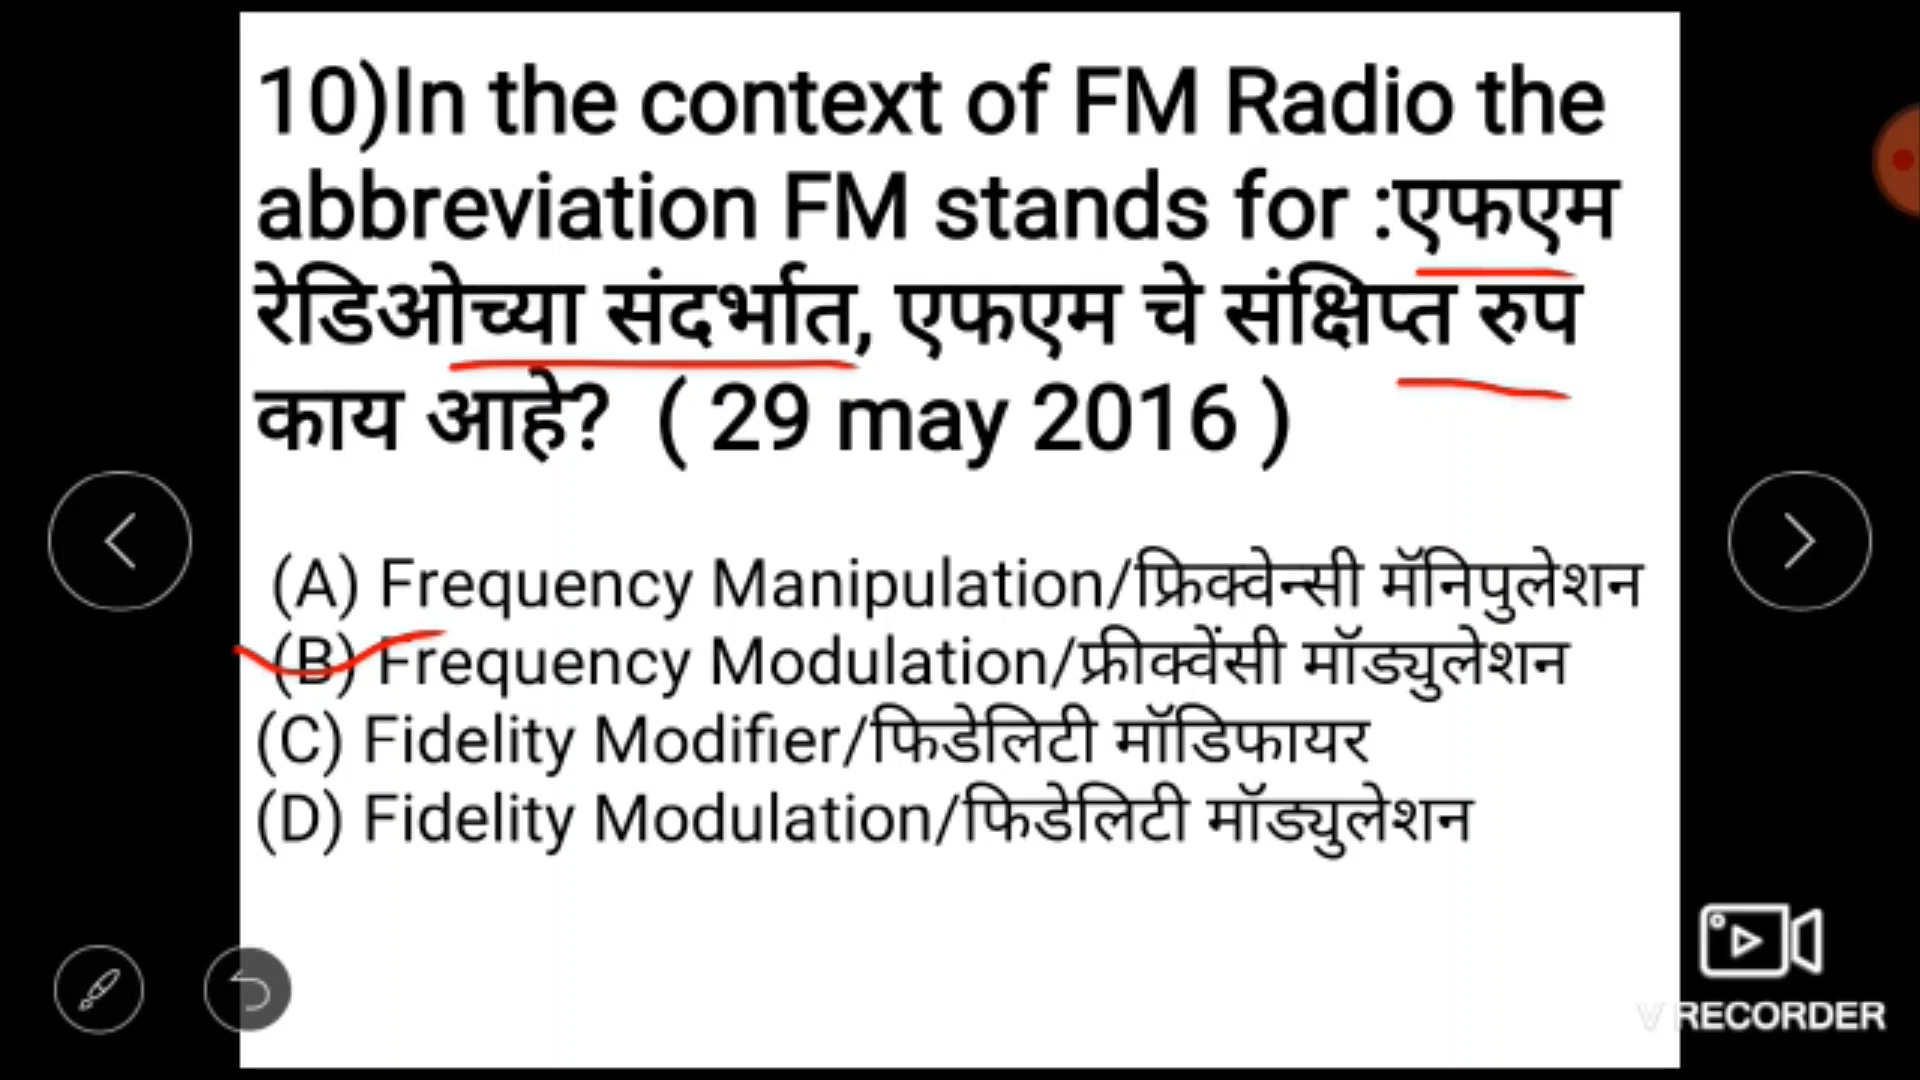 10)In the context of FM Radio the
abbreviation FM stands for :एफएम
रेडिओच्या संदर्भात, एफएम चे संक्षिप्त रुप
काय आहे? ( 29 may 2016 )
(A) Frequency Manipulation/फ्रिक्वेन्सी मॅनिपुलेशन
(B) Frequency Modulation/फ्रीक्वेंसी मॉड्युलेशन
(C) Fidelity Modifier/फिडेलिटी मॉडिफायर
(D) Fidelity Modulation/फिडेलिटी मॉड्युलेशन
V RECORDER